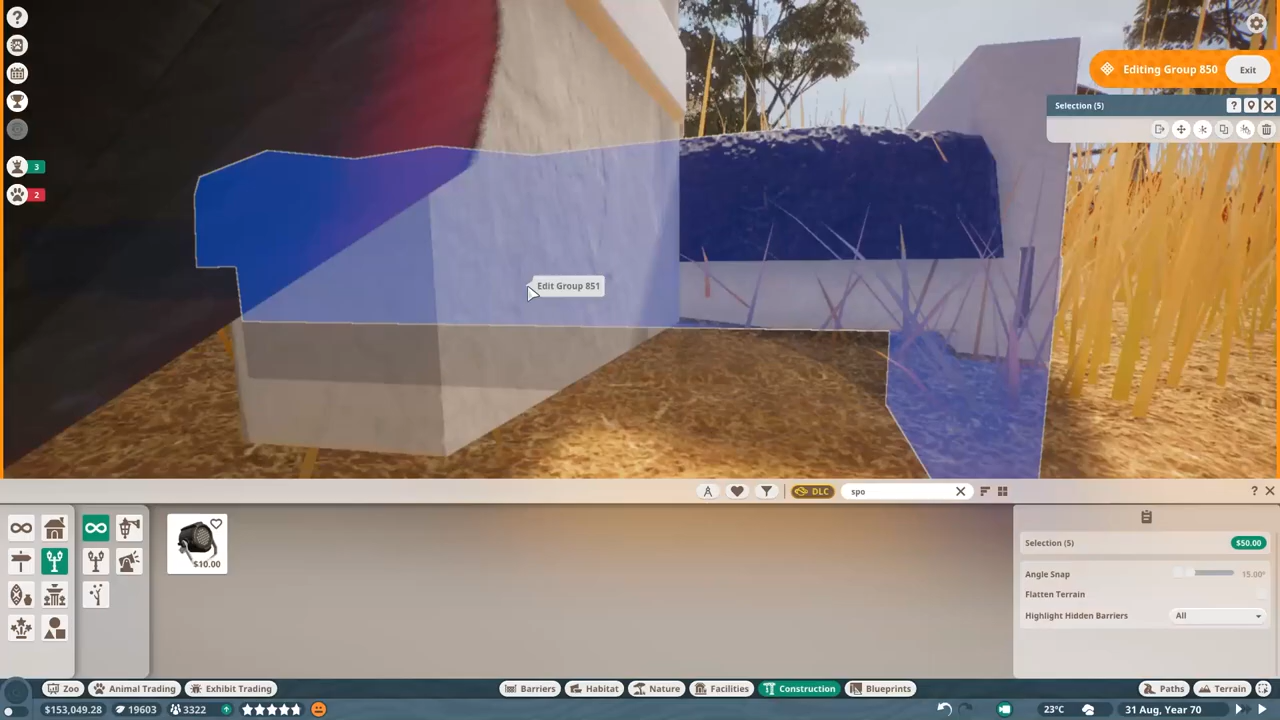 Editing Group 850
Exit
Selection (5)
3
2
Edit Group 851
DLC
spo
$10.00
Selection (5)
$50.00
Angle Snap
15.00°
Flatten Terrain
Highlight Hidden Barriers
All
Zoo
Animal Trading
Exhibit Trading
Barriers
Habitat
Nature
Facilities
Construction
Blueprints
Paths
Terrain
$153,049.28
19603
3322
23°C
31 Aug, Year 70